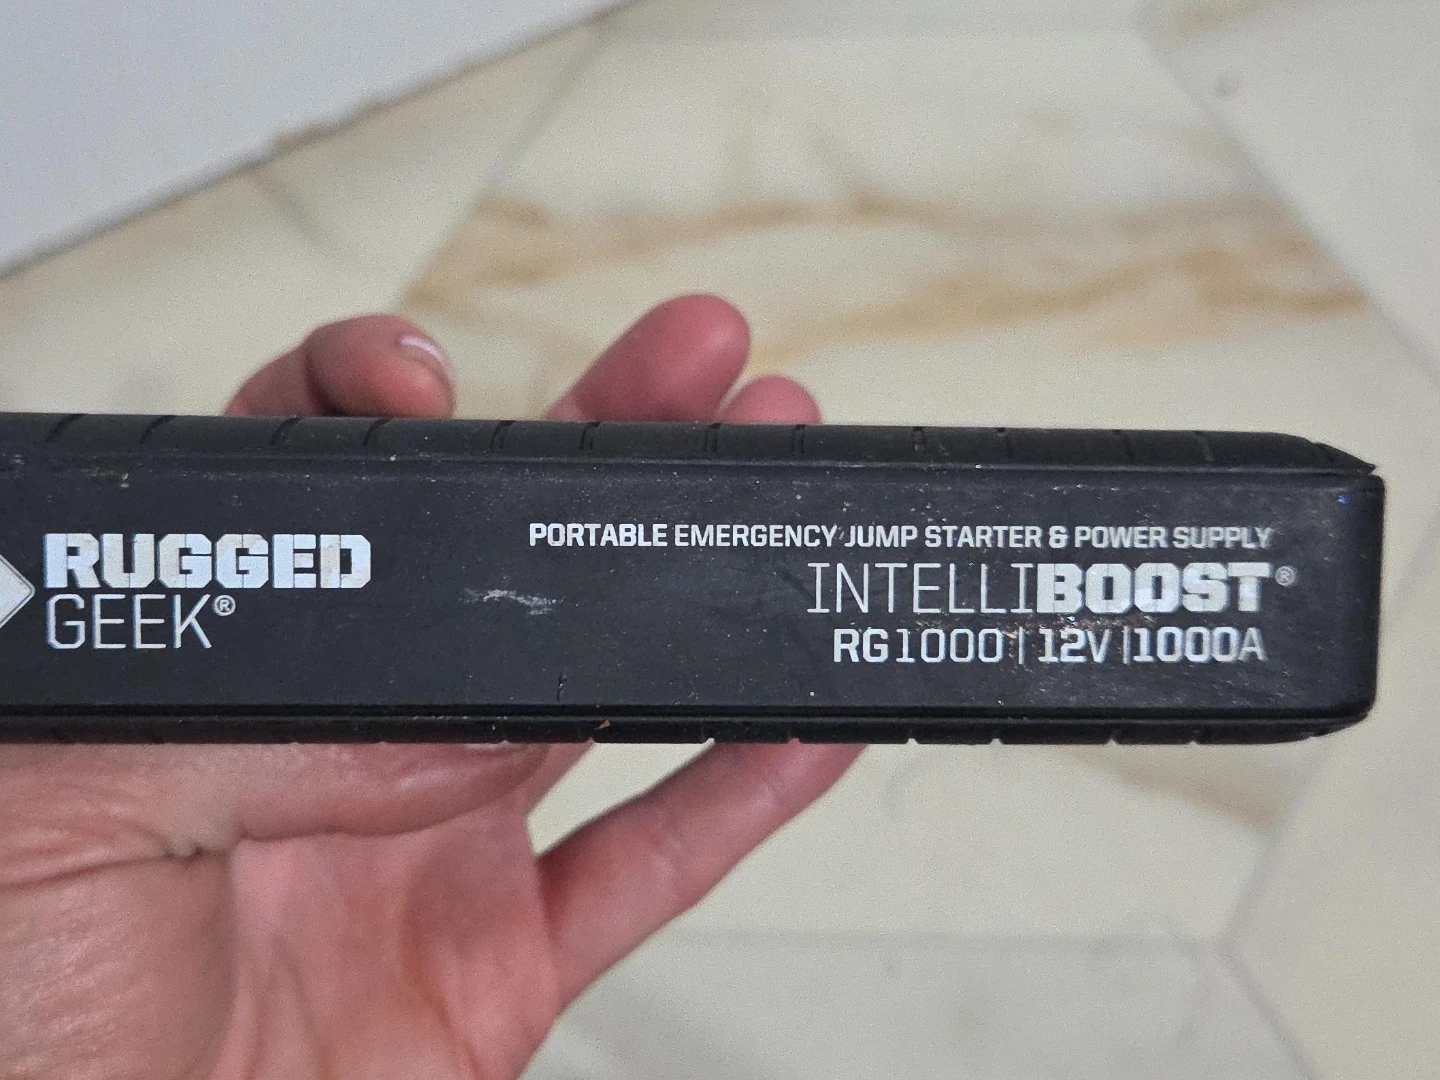 RUGGED
GEEK®
PORTABLE EMERGENCY JUMP STARTER & POWER SUPPLY
INTELLIBOOST®
RG1000 | 12V | 1000A